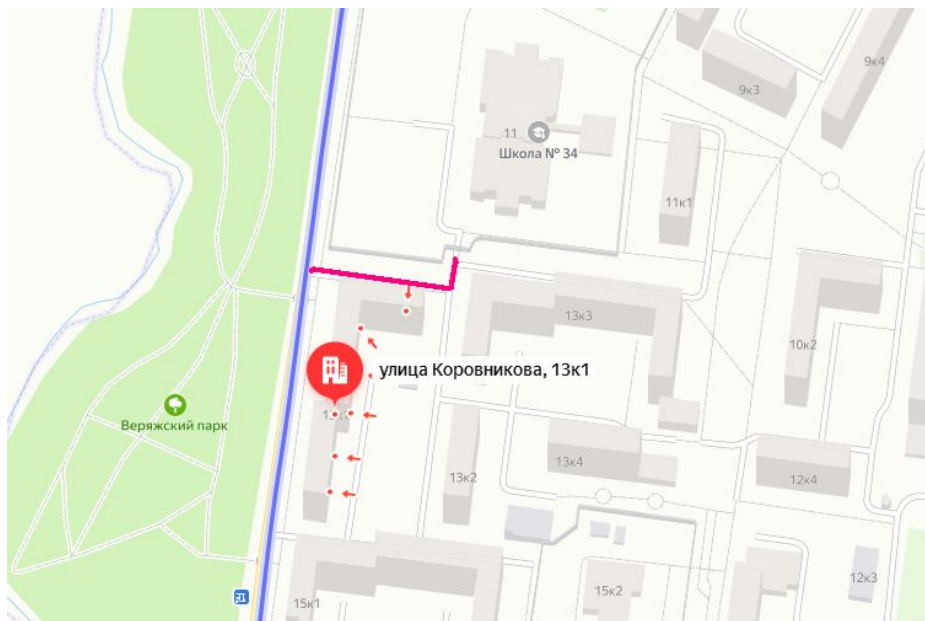 9к4
9к3
11
Школа № 34
11к1
13к3
10к2
улица Коровникова, 13к1
Веряжский парк
13к4
13к2
12к4
12к3
15к2
15к1